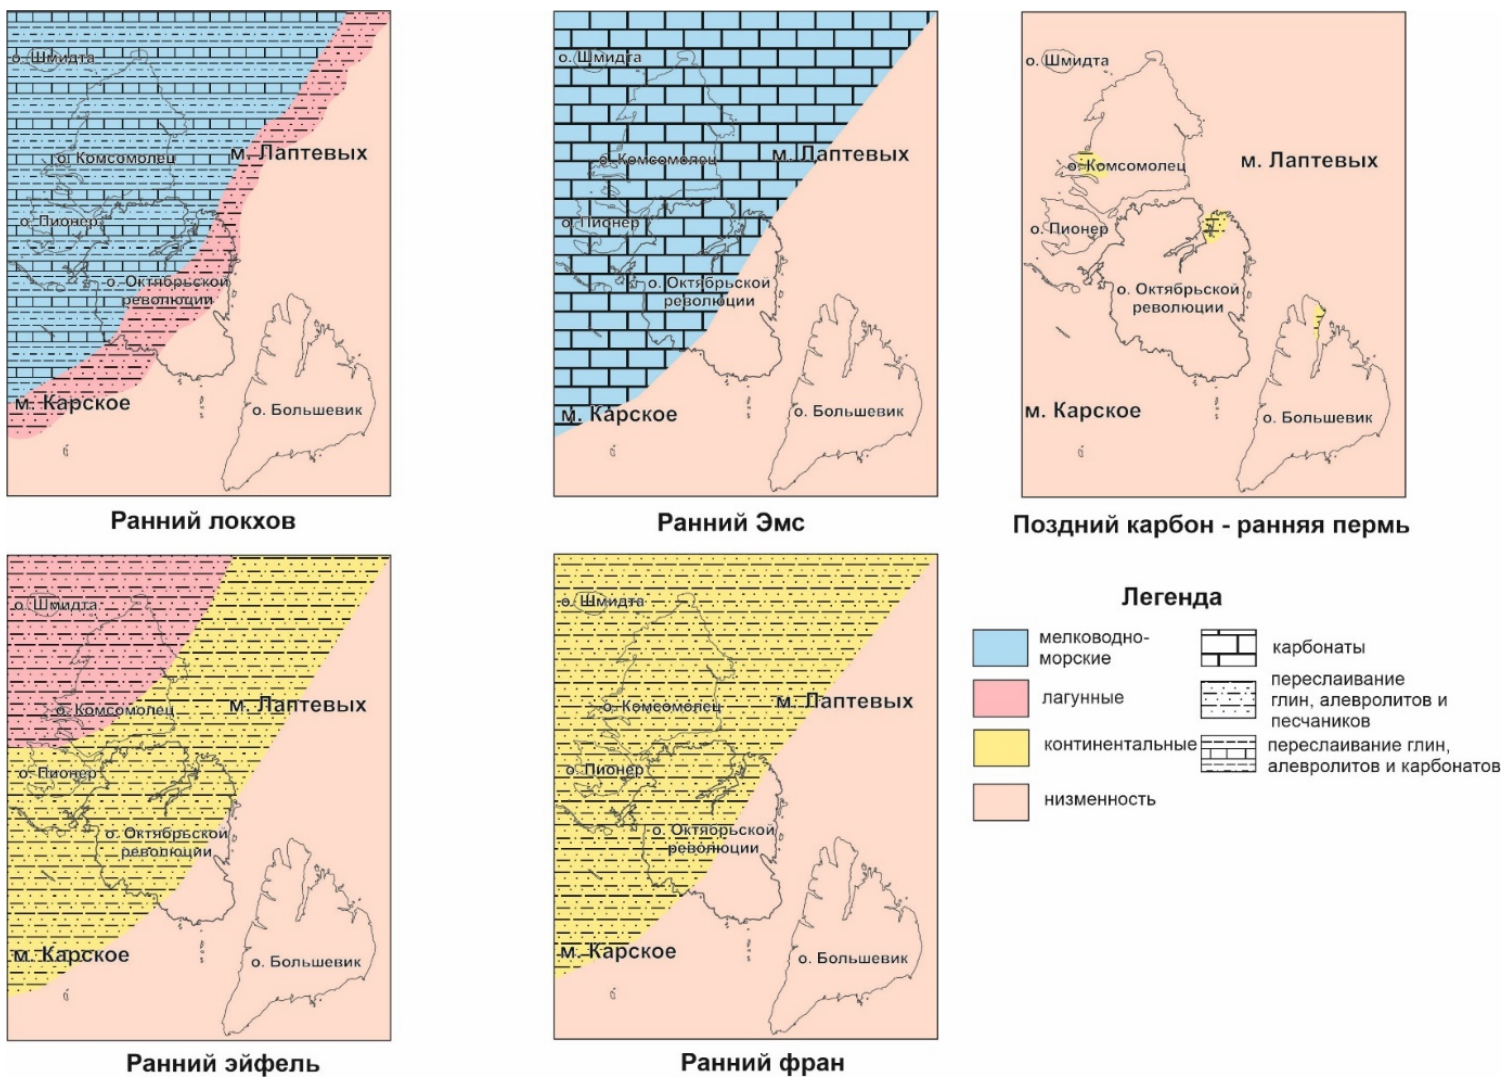 о. Шмидта
о. Комсомолец
м. Лаптевых
о. Пионер
о. Октябрьской
революции
м. Карское
о. Большевик
Ранний локхов
о. Шмидта
о. Комсомолец
м. Лаптевых
о. Пионер
о. Октябрьской
революции
м. Карское
о. Большевик
Ранний Эмс
о. Шмидта
о. Комсомолец
м. Лаптевых
о. Пионер
о. Октябрьской
революции
м. Карское
о. Большевик
Поздний карбон - ранняя пермь
о. Шмидта
о. Комсомолец
м. Лаптевых
о. Пионер
о. Октябрьской
революции
м. Карское
о. Большевик
Ранний эйфель
о. Шмидта
о. Комсомолец
м. Лаптевых
о. Пионер
о. Октябрьской
революции
м. Карское
о. Большевик
Ранний фран
Легенда
мелководно-
морские
лагунные
континентальные
низменность
карбонаты
переслаивание
глин, алевролитов и
песчаников
переслаивание глин,
алевролитов и карбонатов